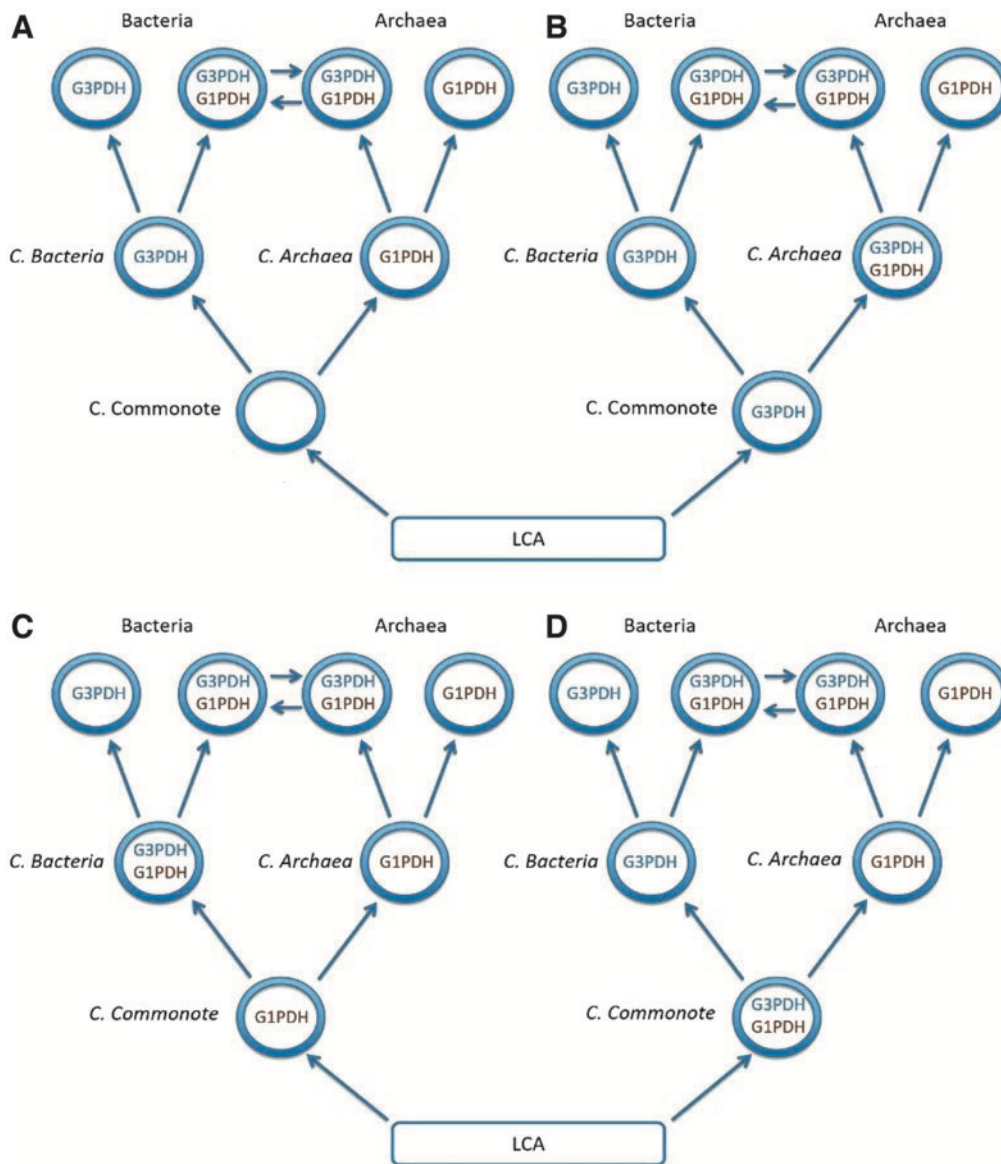 A
Bacteria
Archaea
G3PDH
G3PDH
G1PDH
G3PDH
G1PDH
G1PDH
C. Bacteria
G3PDH
C. Archaea
G1PDH
C. Commonote
B
Bacteria
Archaea
G3PDH
G3PDH
G1PDH
G3PDH
G1PDH
G1PDH
C. Bacteria
G3PDH
C. Archaea
G3PDH
G1PDH
C. Commonote
G3PDH
LCA
C
Bacteria
Archaea
G3PDH
G3PDH
G1PDH
G3PDH
G1PDH
G1PDH
C. Bacteria
G3PDH
G1PDH
C. Archaea
G1PDH
C. Commonote
G1PDH
D
Bacteria
Archaea
G3PDH
G3PDH
G1PDH
G3PDH
G1PDH
G1PDH
C. Bacteria
G3PDH
C. Archaea
G1PDH
C. Commonote
G3PDH
G1PDH
LCA